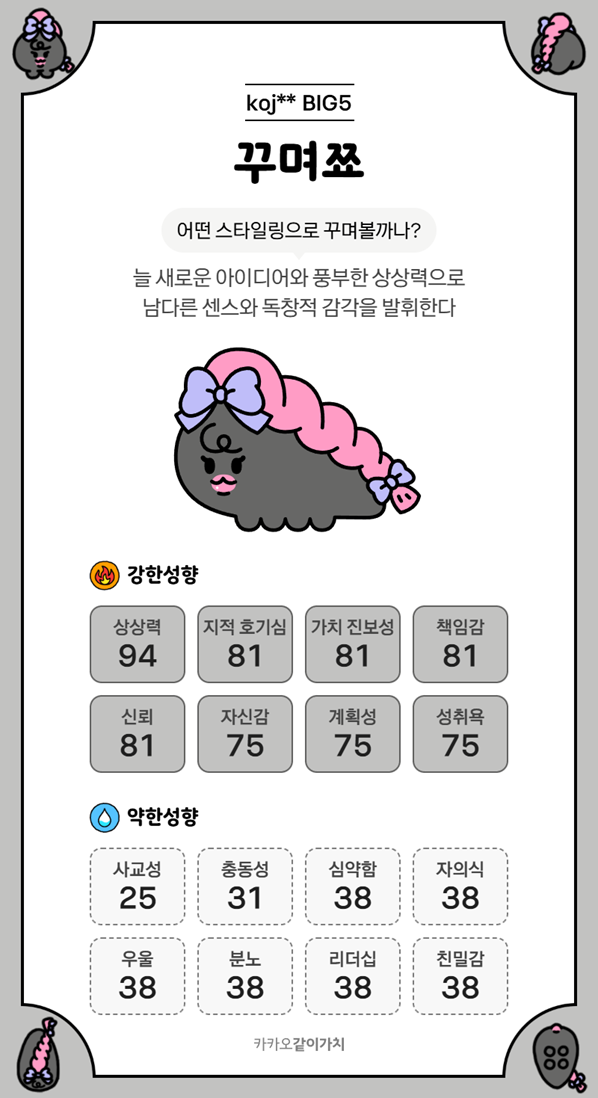 koj** BIG5
꾸며쬬
어떤 스타일링으로 꾸며볼까나?
늘 새로운 아이디어와 풍부한 상상력으로
남다른 센스와 독창적 감각을 발휘한다
강한성향
상상력 지적 호기심 가치 진보성 책임감
94 81 81 81
신뢰 자신감 계획성 성취욕
81 75 75 75
약한성향
사교성 충동성 심약함 자의식
25 31 38 38
우울 분노 리더십 친밀감
38 38 38 38
카카오같이가치